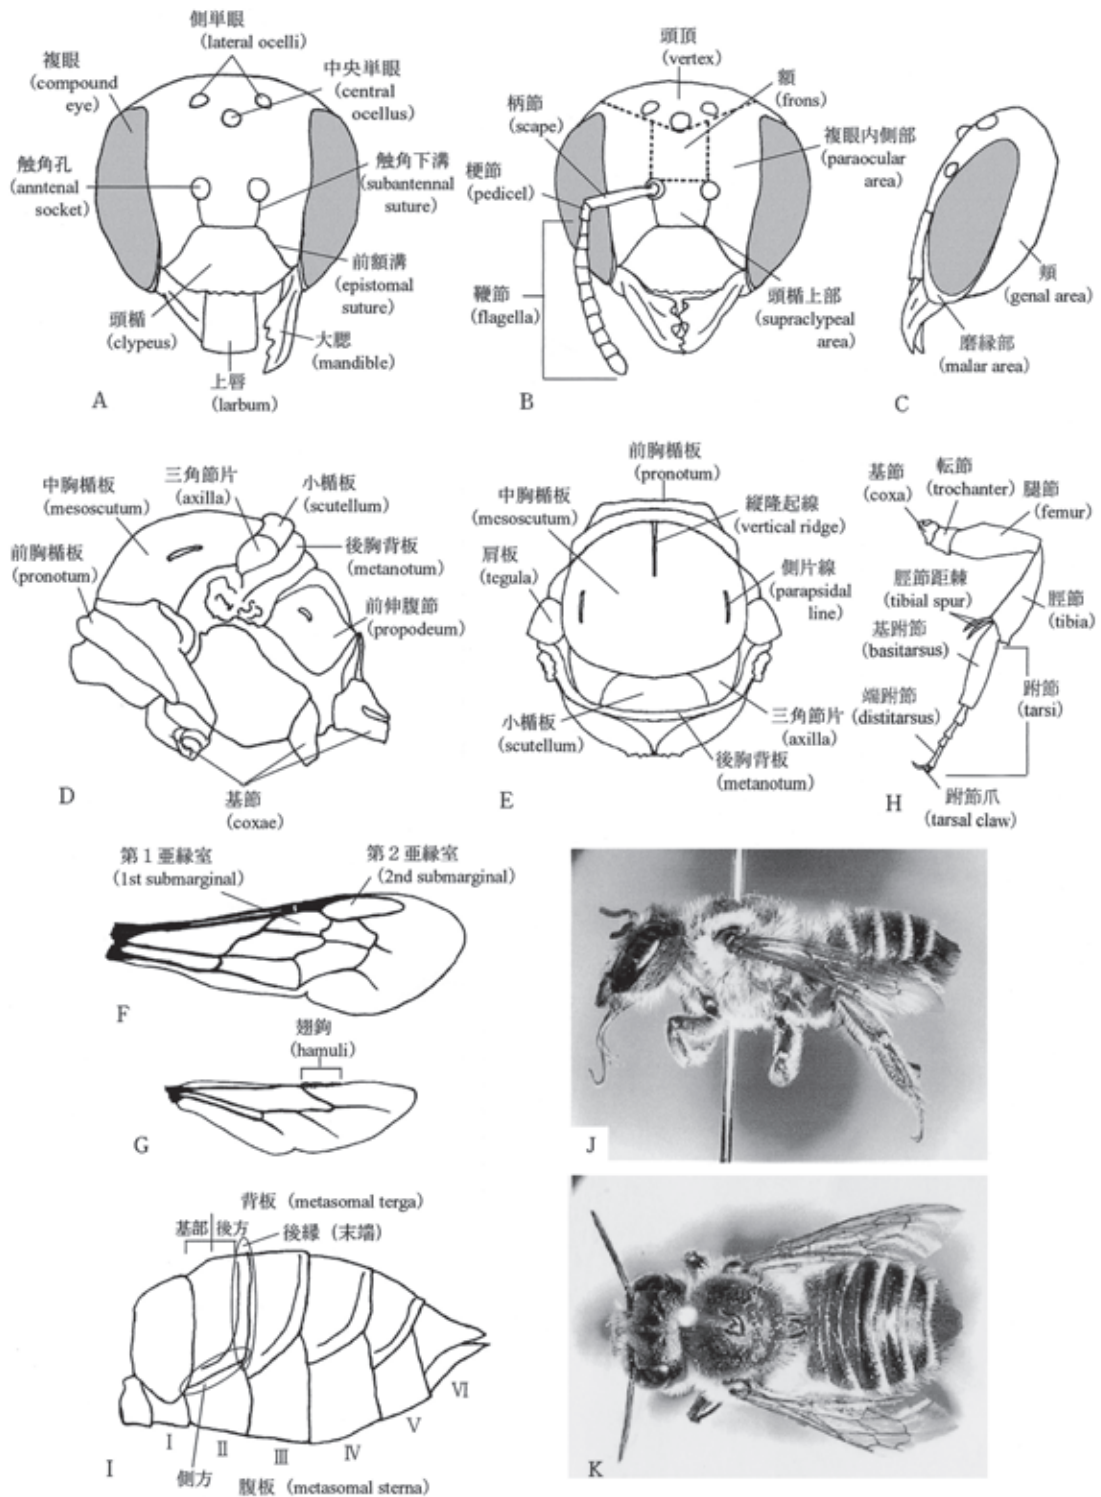 側単眼
(lateral ocelli)
複眼
(compound
eye)
中央単眼
(central
ocellus)
触角孔
(anntenal
socket)
触角下溝
(subantennal
suture)
前額溝
(epistomal
suture)
頭楯
(clypeus)
大腮
(mandible)
上唇
(larbum)
A
頭頂
(vertex)
額
(frons)
柄節
(scape)
複眼内側部
(paraocular
area)
梗節
(pedicel)
鞭節
(flagella)
頭楯上部
(supraclypeal
area)
B
頬
(genal area)
磨縁部
(malar area)
C
中胸楯板
(mesoscutum)
三角節片
(axilla)
小楯板
(scutellum)
前胸楯板
(pronotum)
後胸背板
(metanotum)
前伸腹節
(propodeum)
基節
(coxae)
D
前胸楯板
(pronotum)
中胸楯板
(mesoscutum)
縦隆起線
(vertical ridge)
肩板
(tegula)
側片線
(parapsidal
line)
小楯板
(scutellum)
三角節片
(axilla)
後胸背板
(metanotum)
E
基節
(coxa)
転節
(trochanter)
腿節
(femur)
脛節距棘
(tibial spur)
脛節
(tibia)
基跗節
(basitarsus)
跗節
(tarsi)
端跗節
(distitarsus)
跗節爪
(tarsal claw)
H
第1亜縁室
(1st submarginal)
第2亜縁室
(2nd submarginal)
F
翅鉤
(hamuli)
G
背板 (metasomal terga)
基部
後方
後縁 (末端)
I
II
III
IV
V
VI
側方
腹板 (metasomal sterna)
I
J
K